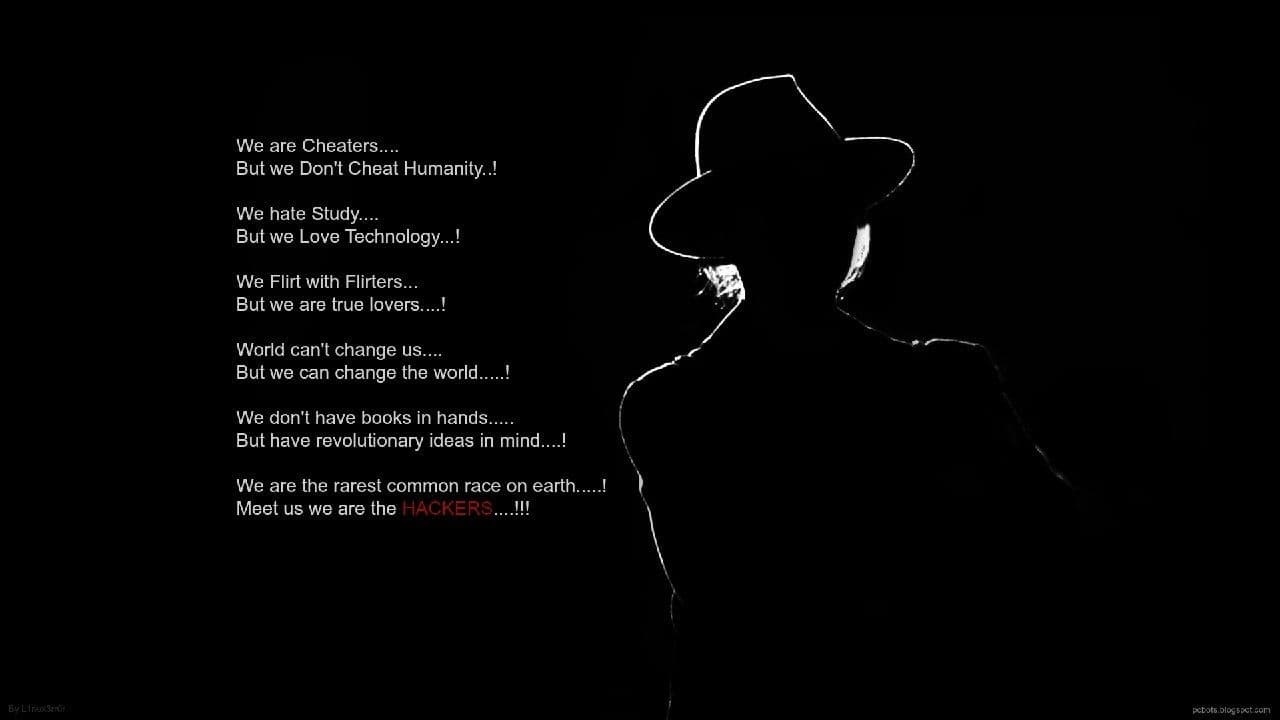 We are Cheaters....
But we Don't Cheat Humanity..!
We hate Study....
But we Love Technology...!
We Flirt with Flirters...
But we are true lovers....!
World can't change us....
But we can change the world.....!
We don't have books in hands.....
But have revolutionary ideas in mind....!
We are the rarest common race on earth.....!
Meet us we are the HACKERS....!!!
By
pcbots.blogspot.com